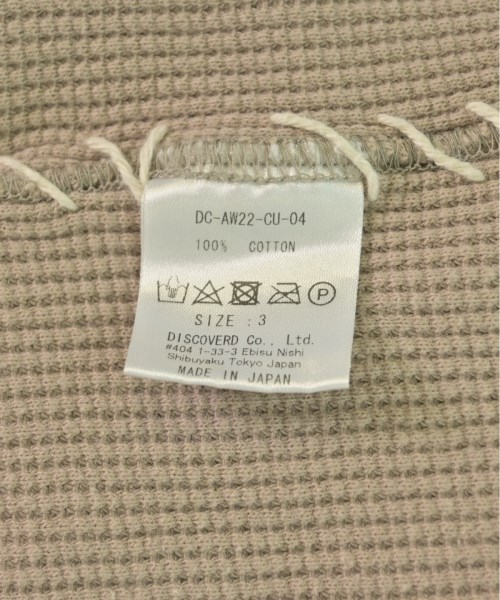 DC-AW22-CU-04
100% COTTON
P
SIZE : 3
DISCOVERD Co., Ltd.
#404 1-33-3 Ebisu Nishi
Shibuyaku Tokyo Japan
MADE IN JAPAN